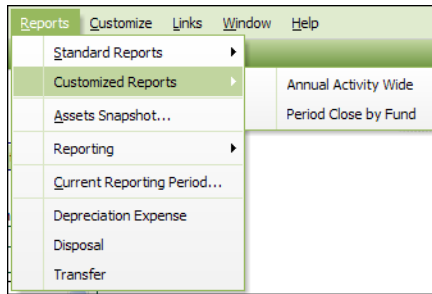 Reports Customize Links Window Help
Standard Reports
Customized Reports
Annual Activity Wide
Assets Snapshot...
Period Close by Fund
Reporting
Current Reporting Period...
Depreciation Expense
Disposal
Transfer